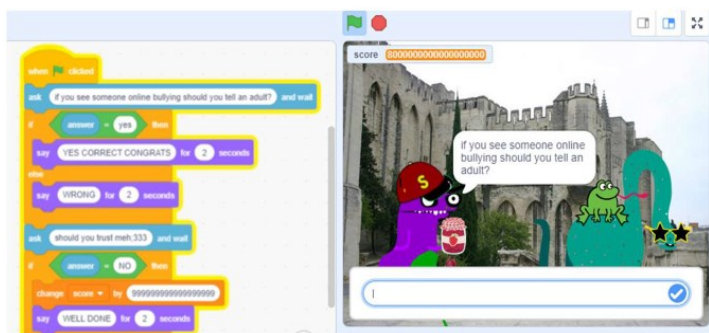 score 80000000000000000000
when clicked
ask if you see someone online bullying should you tell an adult? and wait
if answer = yes then
say YES CORRECT CONGRATS for 2 seconds
else
say WRONG for 2 seconds
ask should you trust meh:333 and wait
if answer = NO then
change score by 99999999999999999999
say WELL DONE for 2 seconds
if you see someone online
bullying should you tell an
adult?
S